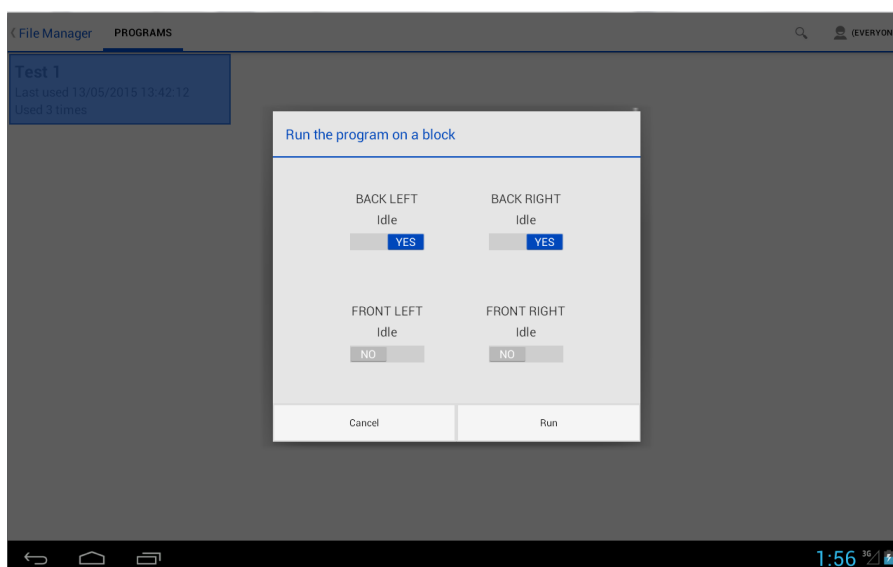 File Manager PROGRAMS (EVERYON
Test 1
Last used 13/05/2015 13:42:12
Used 3 times
Run the program on a block
BACK LEFT BACK RIGHT
Idle Idle
YES YES
FRONT LEFT FRONT RIGHT
Idle Idle
NO NO
Cancel Run
1:56 3G